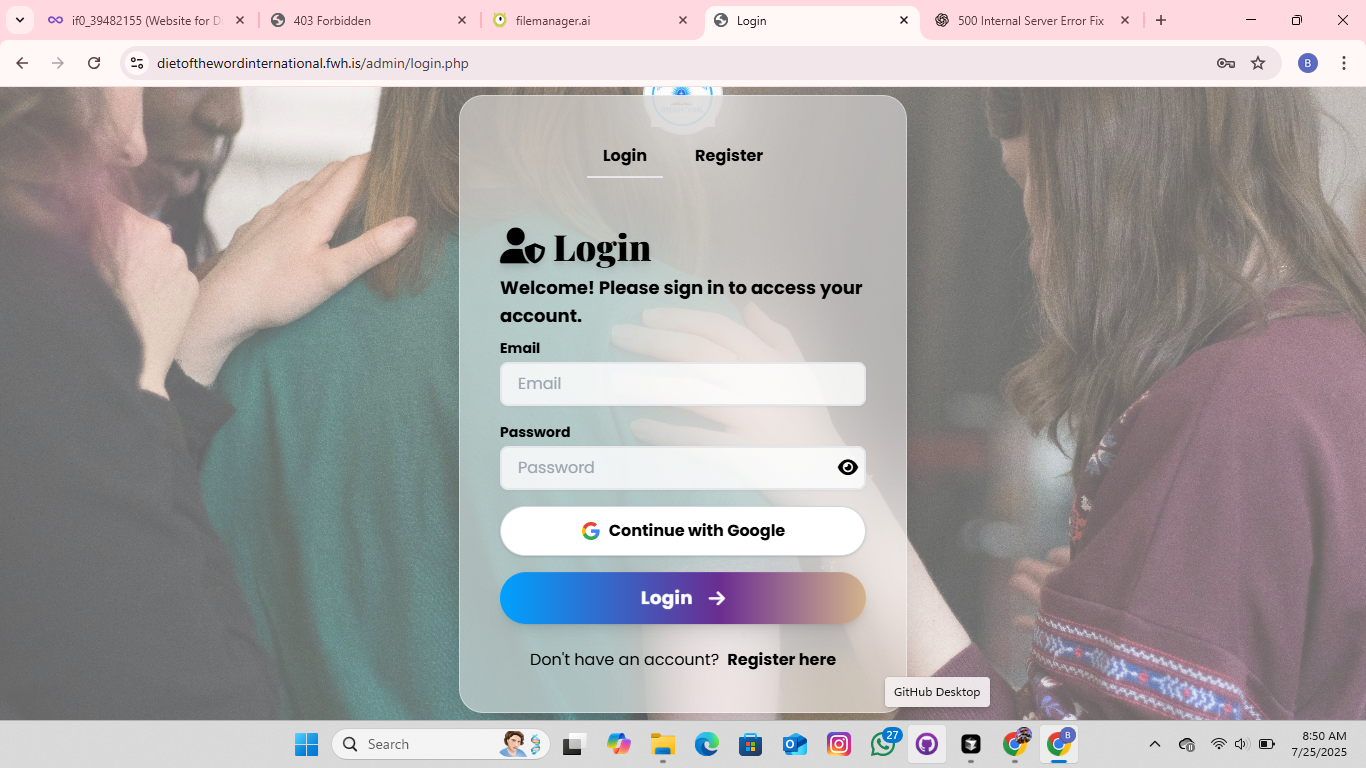 if0_39482155 (Website for D
403 Forbidden
filemanager.ai
Login
500 Internal Server Error Fix
dietofthewordinternational.fwh.is/admin/login.php
B
Login
Register
Login
Welcome! Please sign in to access your
account.
Email
Email
Password
Password
Continue with Google
Login
Don't have an account? Register here
GitHub Desktop
Search
27
B
8:50 AM
7/25/2025